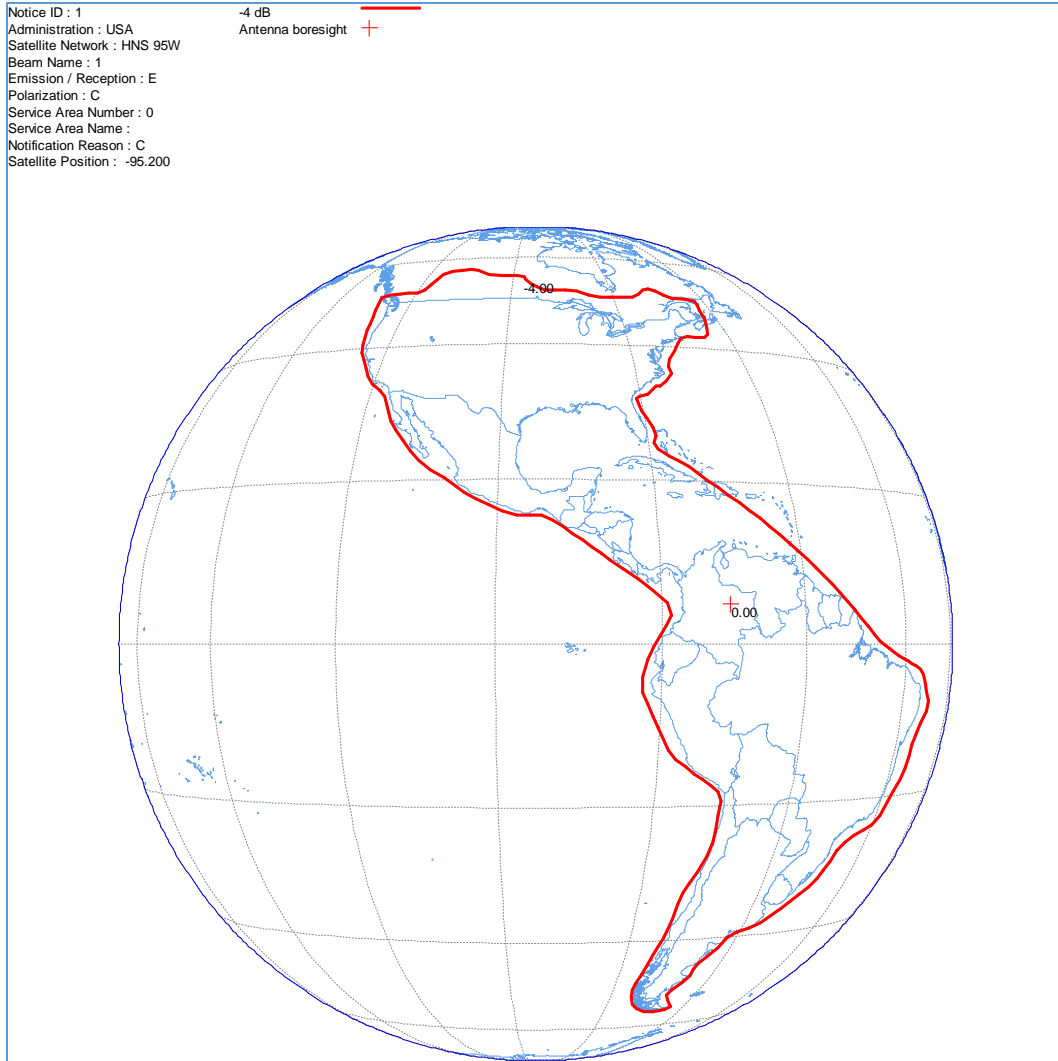 Notice ID : 1
Administration : USA
Satellite Network : HNS 95W
Beam Name : 1
Emission / Reception : E
Polarization : C
Service Area Number : 0
Service Area Name :
Notification Reason : C
Satellite Position : -95.200
-4 dB
Antenna boresight
-4.00
0.00